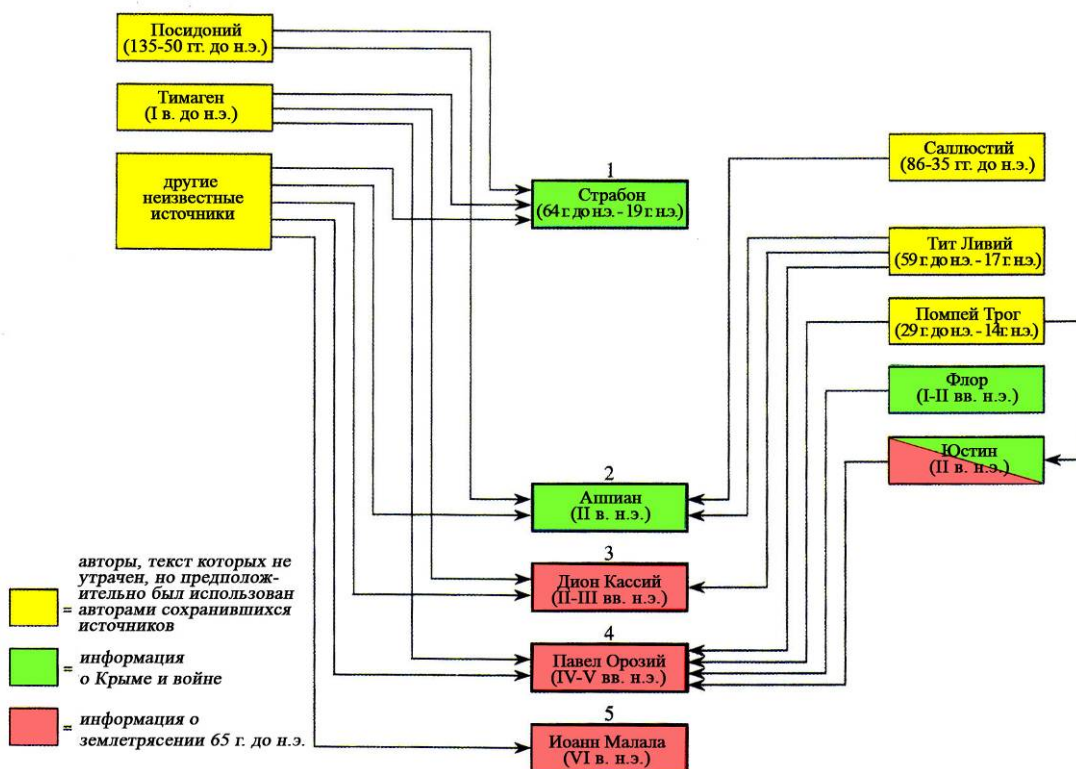 Посидоний
(135-50 гг. до н.э.)
Тимаген
(I в. до н.э.)
другие
неизвестные
источники
1
Страбон
(64 г. до н.э. - 19 г. н.э.)
Саллюстий
(86-35 гг. до н.э.)
Тит Ливий
(59 г. до н.э. - 17 г. н.э.)
Помпей Трог
(29 г. до н.э. - 14 г. н.э.)
Флор
(I-II вв. н.э.)
Юстин
(II в. н.э.)
2
Аппиан
(II в. н.э.)
3
Дион Кассий
(II-III вв. н.э.)
4
Павел Орозий
(IV-V вв. н.э.)
5
Иоанн Малала
(VI в. н.э.)
авторы, текст которых не
утрачен, но предполож-
ительно был использован
= авторами сохранившихся
источников
= информация
о Крыме и войне
= информация о
землетрясении 65 г. до н.э.